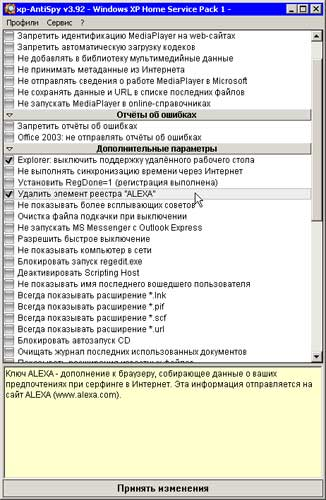 xp-AntiSpy v3.92 - Windows XP Home Service Pack 1 -
Профили Сервис ?
Запретить идентификацию MediaPlayer на web-сайтах
Запретить автоматическую загрузку кодеков
Не добавлять в библиотеку мультимедийные данные
Не принимать метаданные из Интернета
Не отправлять сведения о работе MediaPlayer в Microsoft
Не сохранять данные и URL в списке последних файлов
Не запускать MediaPlayer в online-справочниках
Отчёты об ошибках
Запретить отчёты об ошибках
Office 2003: не отправлять отчёты об ошибках
Дополнительные параметры
Explorer: выключить поддержку удалённого рабочего стола
Не выполнять синхронизацию времени через Интернет
Установить RegDone=1 (регистрация выполнена)
Удалить элемент реестра "ALEXA"
Не показывать более всплывающих советов
Очистка файла подкачки при выключении
Не запускать MS Messenger с Outlook Express
Разрешить быстрое выключение
Не показывать компьютер в сети
Блокировать запуск regedit.exe
Деактивировать Scripting Host
Не показывать имя последнего вошедшего пользователя
Всегда показывать расширение *.lnk
Всегда показывать расширение *.pif
Всегда показывать расширение *.scf
Всегда показывать расширение *.url
Блокировать автозапуск CD
Очищать журнал последних использованных документов
Ключ ALEXA - дополнение к браузеру, собирающее данные о ваших
предпочтениях при серфинге в Интернет. Эта информация отправляется на
сайт ALEXA (www.alexa.com).
Принять изменения